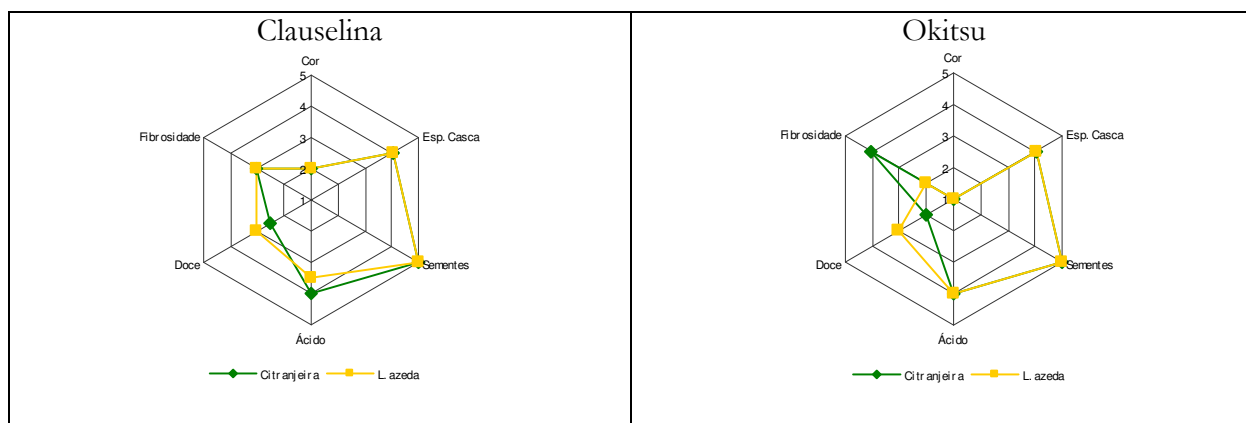 Clauselina
Cor
5
4
3
2
1
Esp. Casca
Sementes
Ácido
Doce
Fibrosidade
Citranjeira
L. azeda
Okitsu
Cor
5
4
3
2
1
Esp. Casca
Sementes
Ácido
Doce
Fibrosidade
Citranjeira
L. azeda